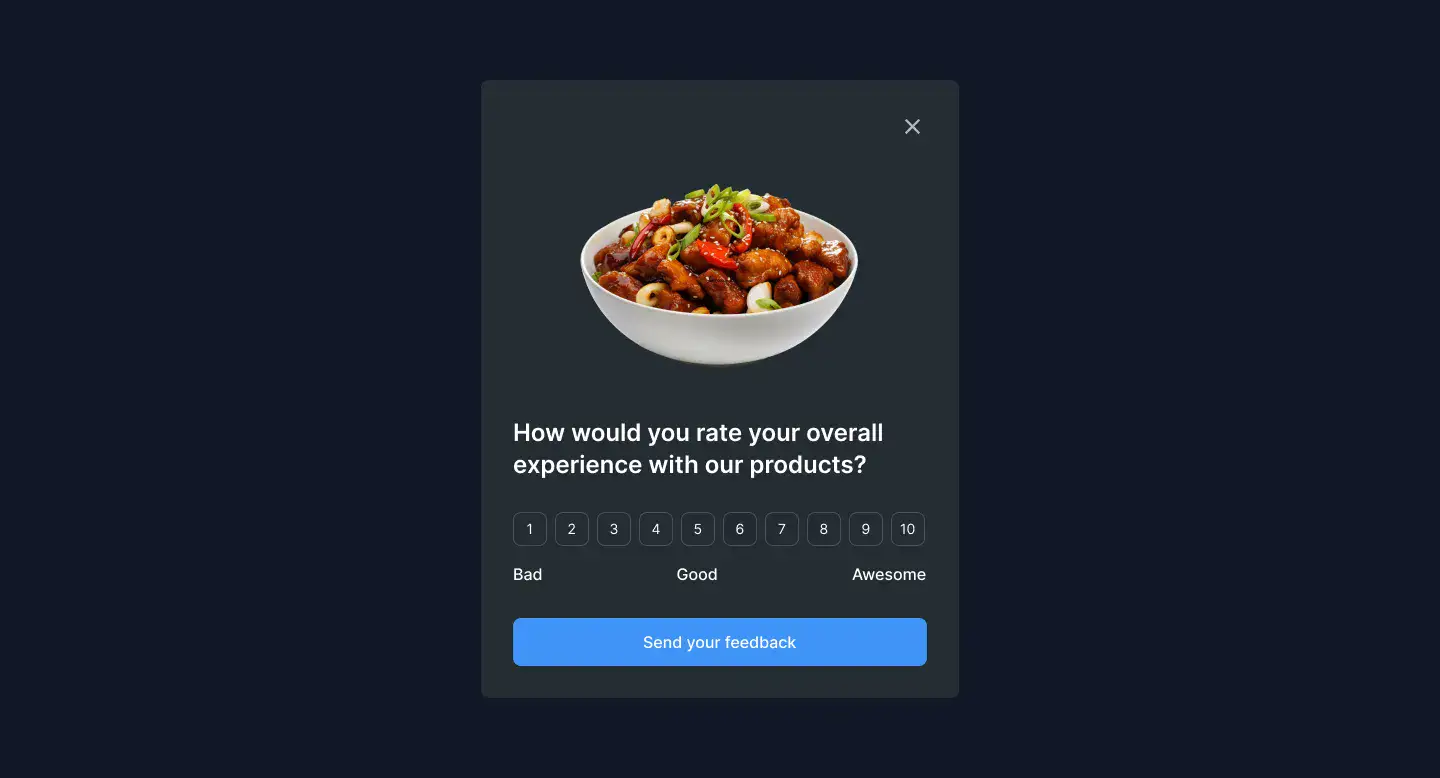 How would you rate your overall
experience with our products?
1 2 3 4 5 6 7 8 9 10
Bad Good Awesome
Send your feedback